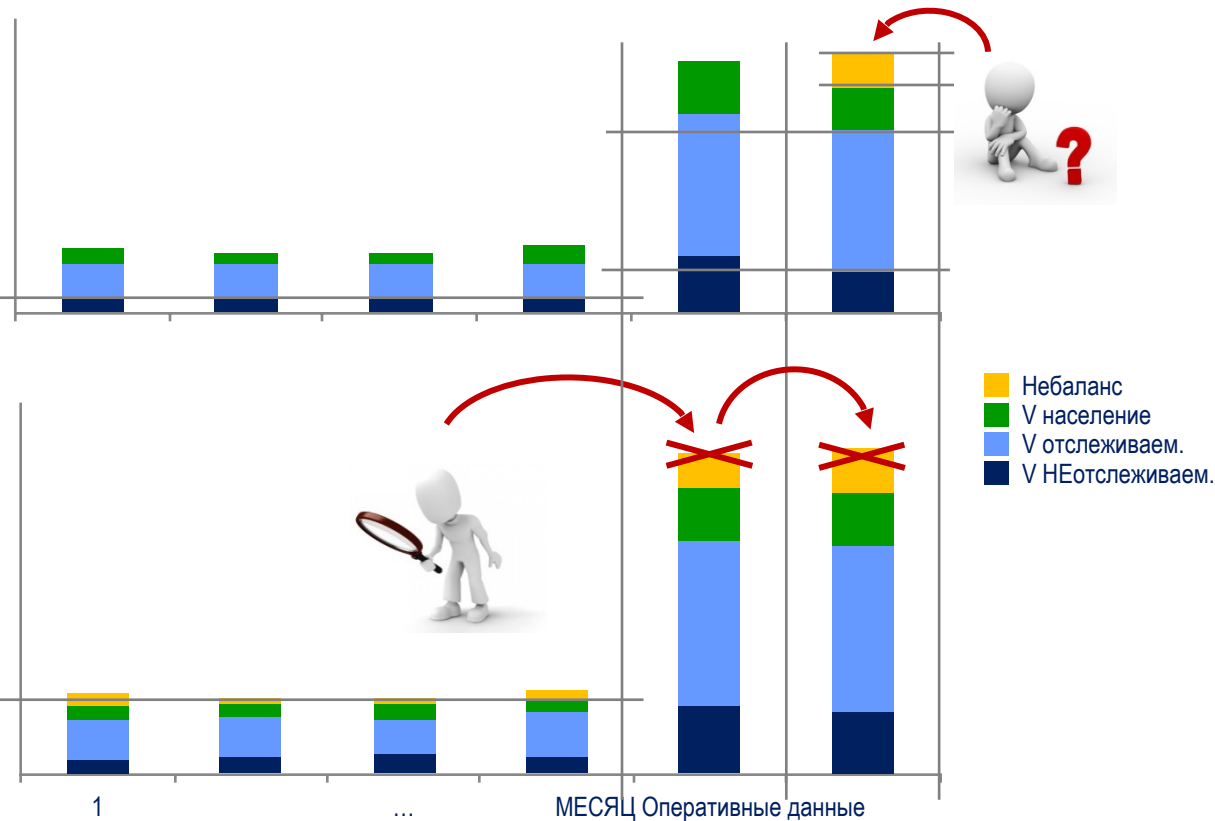 ?
Небаланс
V население
V отслеживаем.
V НЕотслеживаем.
1 … МЕСЯЦ Оперативные данные